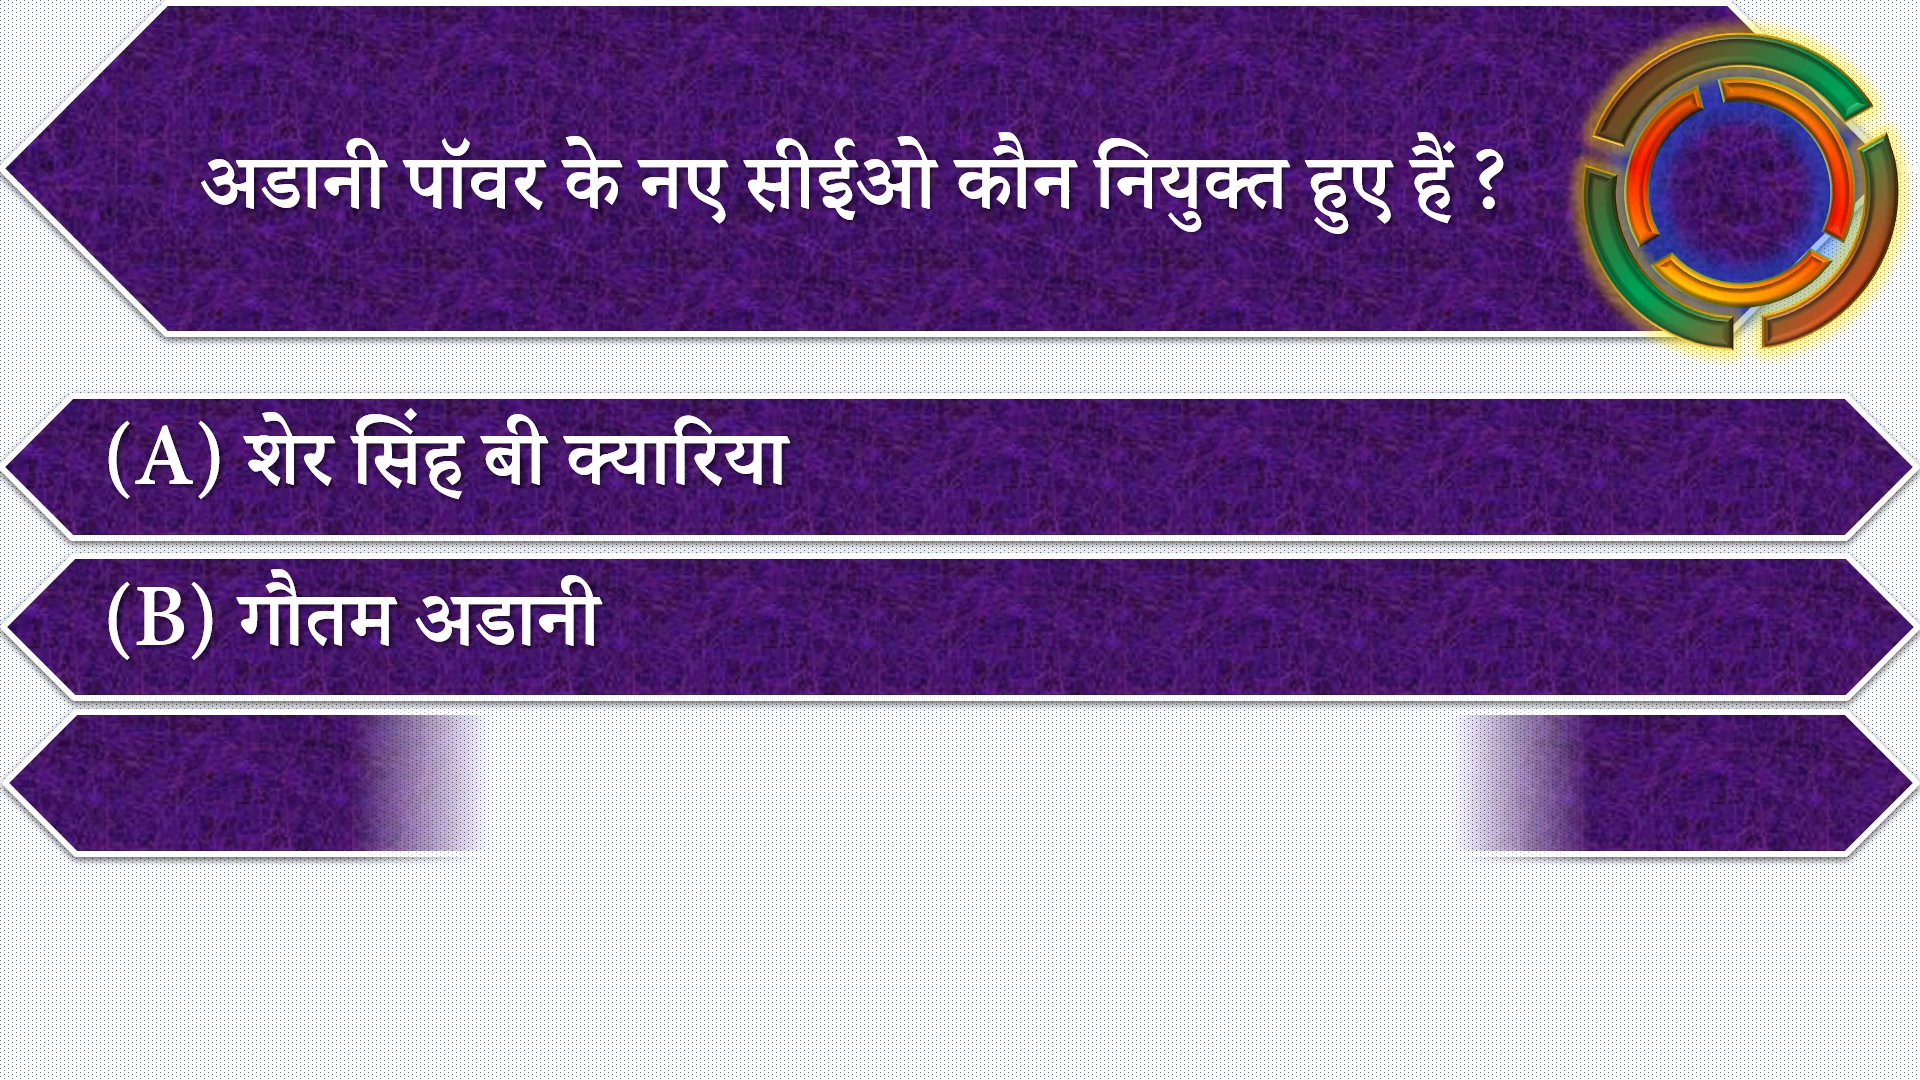 अडानी पॉवर के नए सीईओ कौन नियुक्त हुए हैं ?
(A) शेर सिंह बी क्यारिया
(B) गौतम अडानी